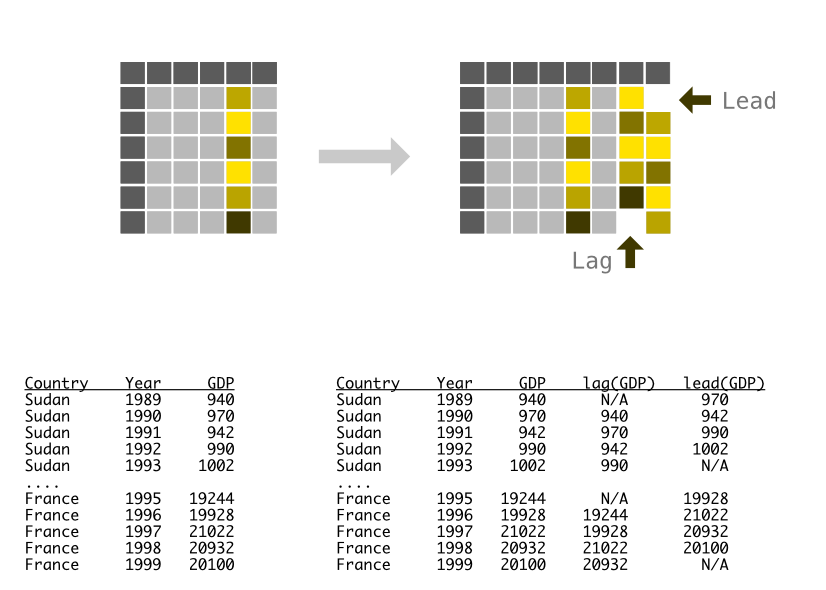 Lead
Lag
Country Year GDP
Sudan 1989 940
Sudan 1990 970
Sudan 1991 942
Sudan 1992 990
Sudan 1993 1002
....
France 1995 19244
France 1996 19928
France 1997 21022
France 1998 20932
France 1999 20100
Country Year GDP lag(GDP) lead(GDP)
Sudan 1989 940 N/A 970
Sudan 1990 970 940 942
Sudan 1991 942 970 990
Sudan 1992 990 942 1002
Sudan 1993 1002 990 N/A
....
France 1995 19244 N/A 19928
France 1996 19928 19244 21022
France 1997 21022 19928 20932
France 1998 20932 21022 20100
France 1999 20100 20932 N/A